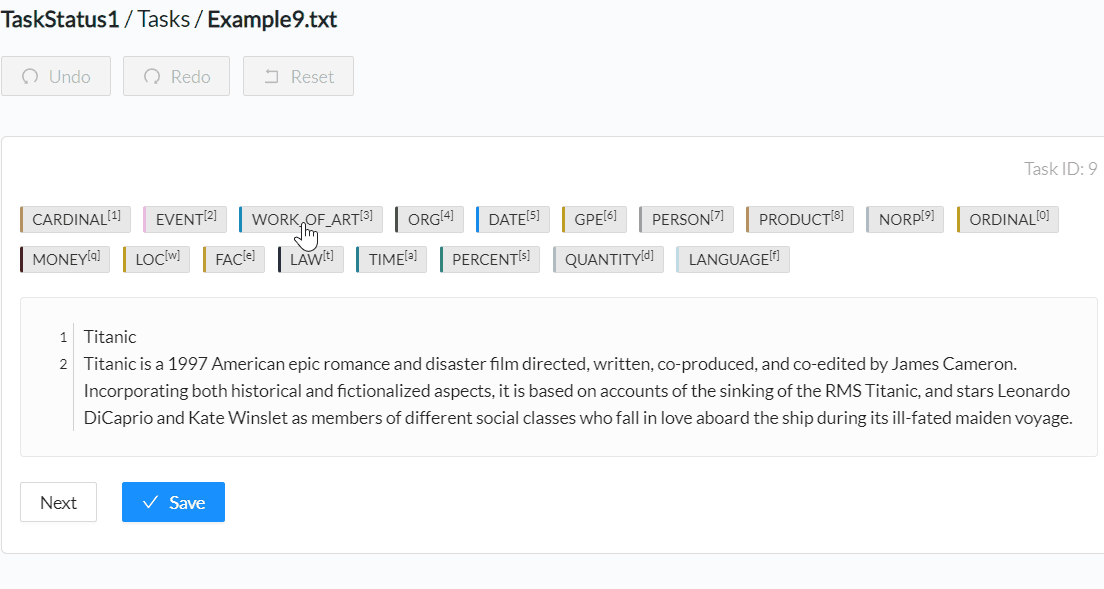 TaskStatus1 / Tasks / Example9.txt
Undo Redo Reset
Task ID: 9
CARDINAL[1] EVENT[2] WORK_OF_ART[3] ORG[4] DATE[5] GPE[6] PERSON[7] PRODUCT[8] NORP[9] ORDINAL[0]
MONEY[q] LOC[w] FAC[e] LAW[t] TIME[a] PERCENT[s] QUANTITY[d] LANGUAGE[f]
1 Titanic
2 Titanic is a 1997 American epic romance and disaster film directed, written, co-produced, and co-edited by James Cameron.
Incorporating both historical and fictionalized aspects, it is based on accounts of the sinking of the RMS Titanic, and stars Leonardo
DiCaprio and Kate Winslet as members of different social classes who fall in love aboard the ship during its ill-fated maiden voyage.
Next Save